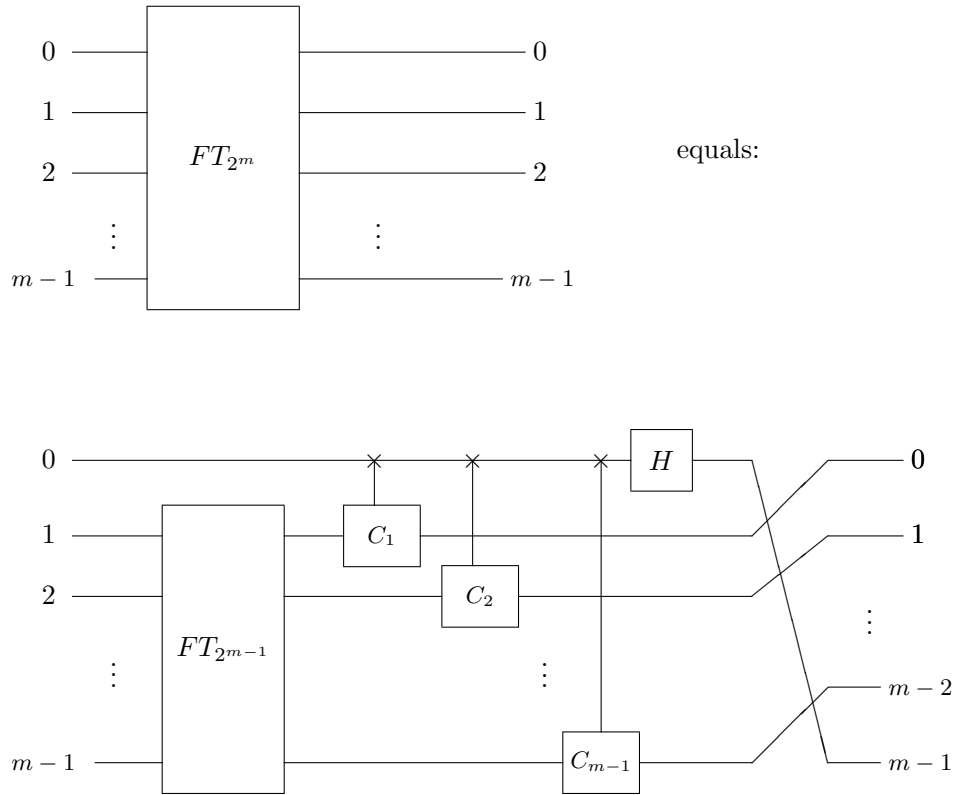 0 0
1 1
2 $FT_{2^m}$ 2 equals:
⋮ ⋮
$m-1$ $m-1$
0 $H$ 0
1 $C_1$ 1
2 $C_2$
$FT_{2^{m-1}}$ ⋮
⋮ ⋮ $m-2$
$m-1$ $C_{m-1}$ $m-1$